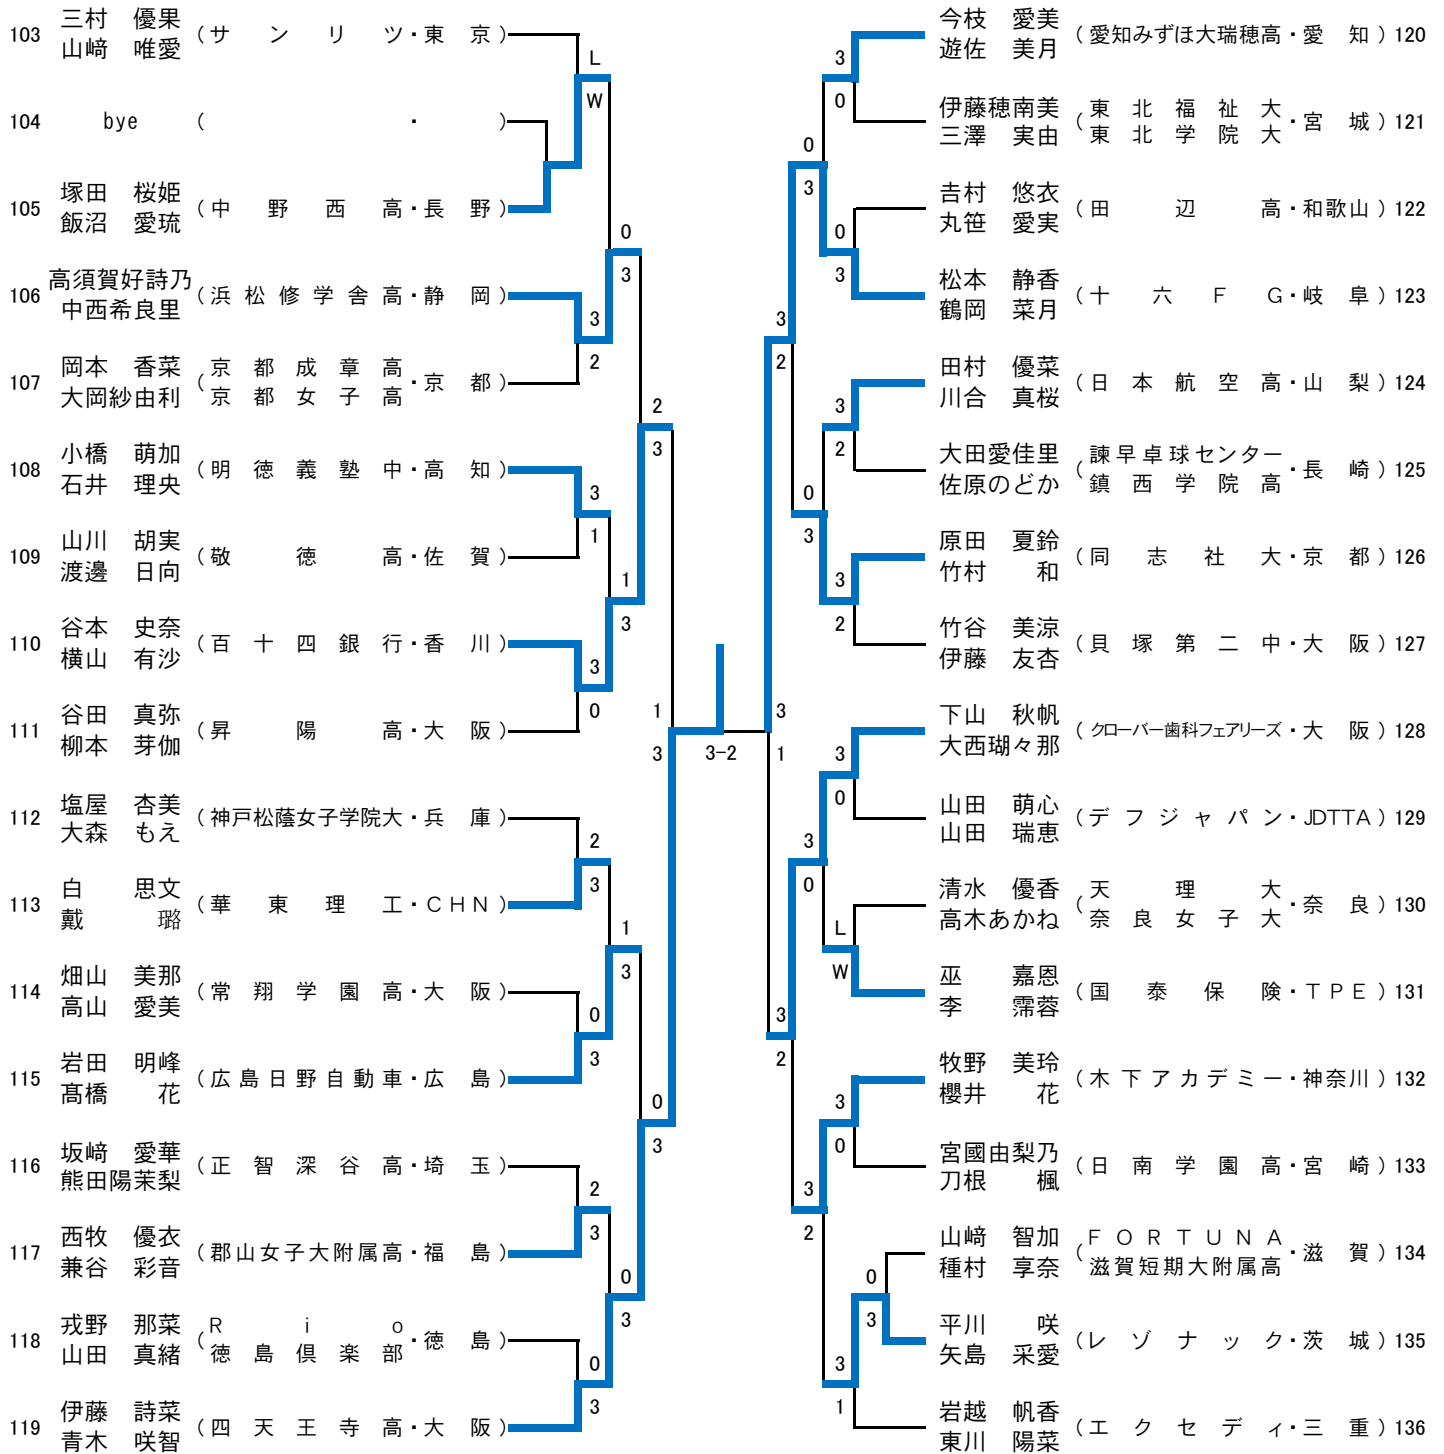 103 三村　優果 (サンリツ・東京)
山﨑　唯愛
104 bye (・)
105 塚田　桜姫 (中野西高・長野)
飯沼　愛琉
106 高須賀好詩乃 (浜松修学舎高・静岡)
中西希良里
107 岡本　香菜 (京都成章高・京都)
大岡紗由利 京都女子高
108 小橋　萌加 (明徳義塾中・高知)
石井　理央
109 山川　胡実 (敬徳高・佐賀)
渡邊　日向
110 谷本　史奈 (百十四銀行・香川)
横山　有沙
111 谷田　真弥 (昇陽高・大阪)
柳本　芽伽
112 塩屋　杏美 (神戸松蔭女子学院大・兵庫)
大森　もえ
113 白　思文 (華東理工・CHN)
戴　璐
114 畑山　美那 (常翔学園高・大阪)
高山　愛美
115 岩田　明峰 (広島日野自動車・広島)
髙橋　花
116 坂﨑　愛華 (正智深谷高・埼玉)
熊田陽茉梨
117 西牧　優衣 (郡山女子大附属高・福島)
兼谷　彩音
118 戎野　那菜 (Rio・徳島)
山田　真緒 徳島倶楽部
119 伊藤　詩菜 (四天王寺高・大阪)
青木　咲智
L
W
0
3
3
2
2
3
3
1
1
3
3
0
1
3
2
3
1
3
0
3
0
3
2
3
0
3
0
3
3-2
3
0
0
3
0
3
3
2
3
2
0
3
3
2
3
1
3
0
3
0
L
W
3
2
3
0
3
2
0
3
3
1
今枝　愛美 (愛知みずほ大瑞穂高・愛知) 120
遊佐　美月
伊藤穂南美 (東北福祉大・宮城) 121
三澤　実由 東北学院大
𠮷村　悠衣 (田辺高・和歌山) 122
丸笹　愛実
松本　静香 (十六FG・岐阜) 123
鶴岡　菜月
田村　優菜 (日本航空高・山梨) 124
川合　真桜
大田愛佳里 (諫早卓球センター・長崎) 125
佐原のどか 鎮西学院高
原田　夏鈴 (同志社大・京都) 126
竹村　和
竹谷　美涼 (貝塚第二中・大阪) 127
伊藤　友杏
下山　秋帆 (クローバー歯科フェアリーズ・大阪) 128
大西瑚々那
山田　萌心 (デフジャパン・JDTTA) 129
山田　瑞恵
清水　優香 (天理大・奈良) 130
高木あかね 奈良女子大
巫　嘉恩 (国泰保険・TPE) 131
李　霈蓉
牧野　美玲 (木下アカデミー・神奈川) 132
櫻井　花
宮國由梨乃 (日南学園高・宮崎) 133
刀根　楓
山﨑　智加 (FORTUNA・滋賀) 134
種村　享奈 滋賀短期大附属高
平川　咲 (レゾナック・茨城) 135
矢島　采愛
岩越　帆香 (エクセディ・三重) 136
東川　陽菜